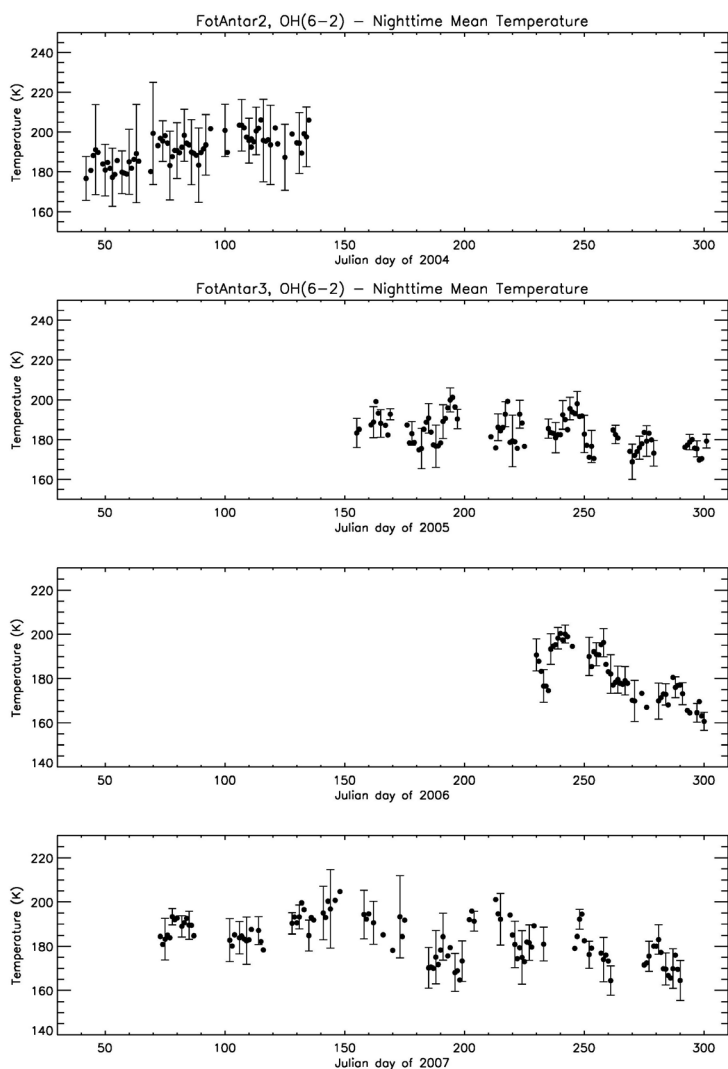 FotAntar2, OH(6-2) – Nighttime Mean Temperature
Temperature (K)
240
220
200
180
160
50 100 150 200 250 300
Julian day of 2004
FotAntar3, OH(6-2) – Nighttime Mean Temperature
Temperature (K)
240
220
200
180
160
50 100 150 200 250 300
Julian day of 2005
Temperature (K)
220
200
180
160
140
50 100 150 200 250 300
Julian day of 2006
Temperature (K)
220
200
180
160
140
50 100 150 200 250 300
Julian day of 2007